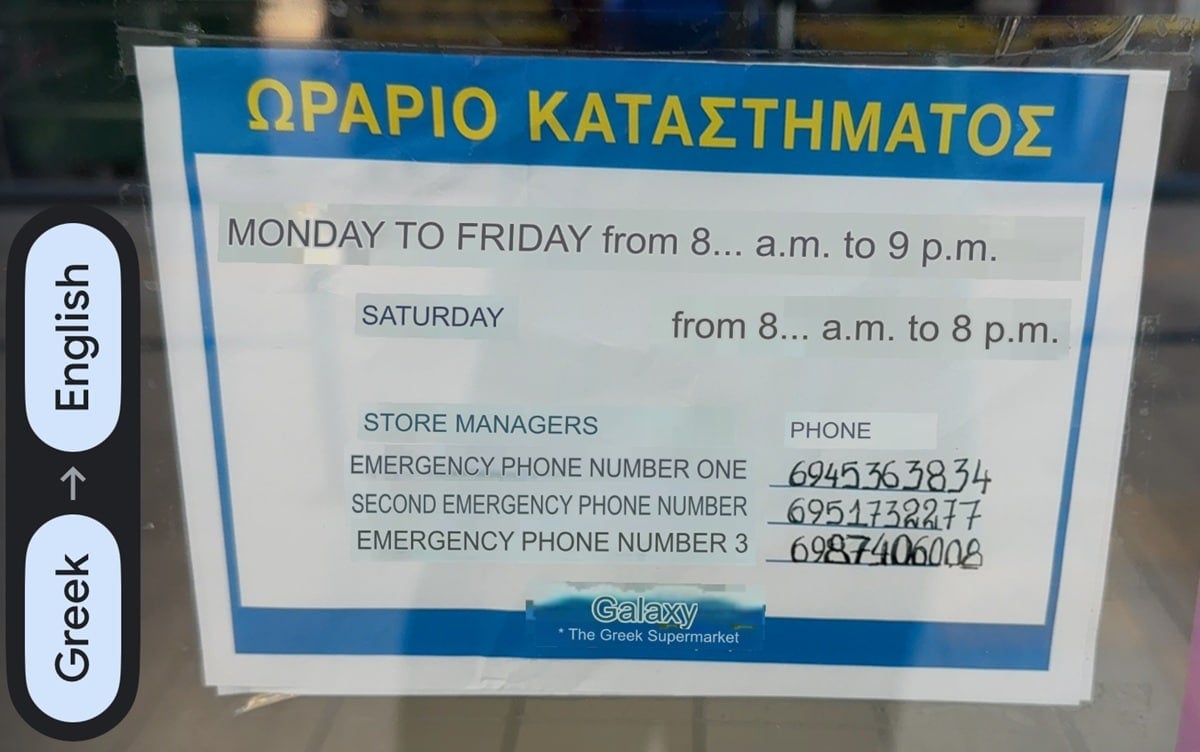 ΩΡΑΡΙΟ ΚΑΤΑΣΤΗΜΑΤΟΣ
MONDAY TO FRIDAY from 8... a.m. to 9 p.m.
SATURDAY from 8... a.m. to 8 p.m.
STORE MANAGERS PHONE
EMERGENCY PHONE NUMBER ONE 6945363834
SECOND EMERGENCY PHONE NUMBER 6951732277
EMERGENCY PHONE NUMBER 3 6987406008
Galaxy
* The Greek Supermarket
Greek → English